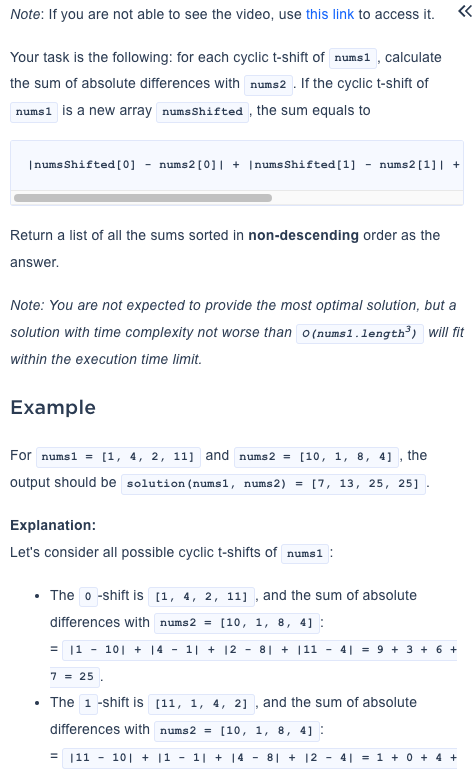 Note: If you are not able to see the video, use this link to access it.
Your task is the following: for each cyclic t-shift of nums1, calculate
the sum of absolute differences with nums2. If the cyclic t-shift of
nums1 is a new array numsShifted, the sum equals to
|numsShifted[0] - nums2[0]| + |numsShifted[1] - nums2[1]| +
Return a list of all the sums sorted in non-descending order as the
answer.
Note: You are not expected to provide the most optimal solution, but a
solution with time complexity not worse than O(nums1.length³) will fit
within the execution time limit.
Example
For nums1 = [1, 4, 2, 11] and nums2 = [10, 1, 8, 4], the
output should be solution(nums1, nums2) = [7, 13, 25, 25].
Explanation:
Let's consider all possible cyclic t-shifts of nums1:
• The 0-shift is [1, 4, 2, 11], and the sum of absolute
differences with nums2 = [10, 1, 8, 4]:
= |1 - 10| + |4 - 1| + |2 - 8| + |11 - 4| = 9 + 3 + 6 +
7 = 25.
• The 1-shift is [11, 1, 4, 2], and the sum of absolute
differences with nums2 = [10, 1, 8, 4]:
= |11 - 10| + |1 - 1| + |4 - 8| + |2 - 4| = 1 + 0 + 4 +